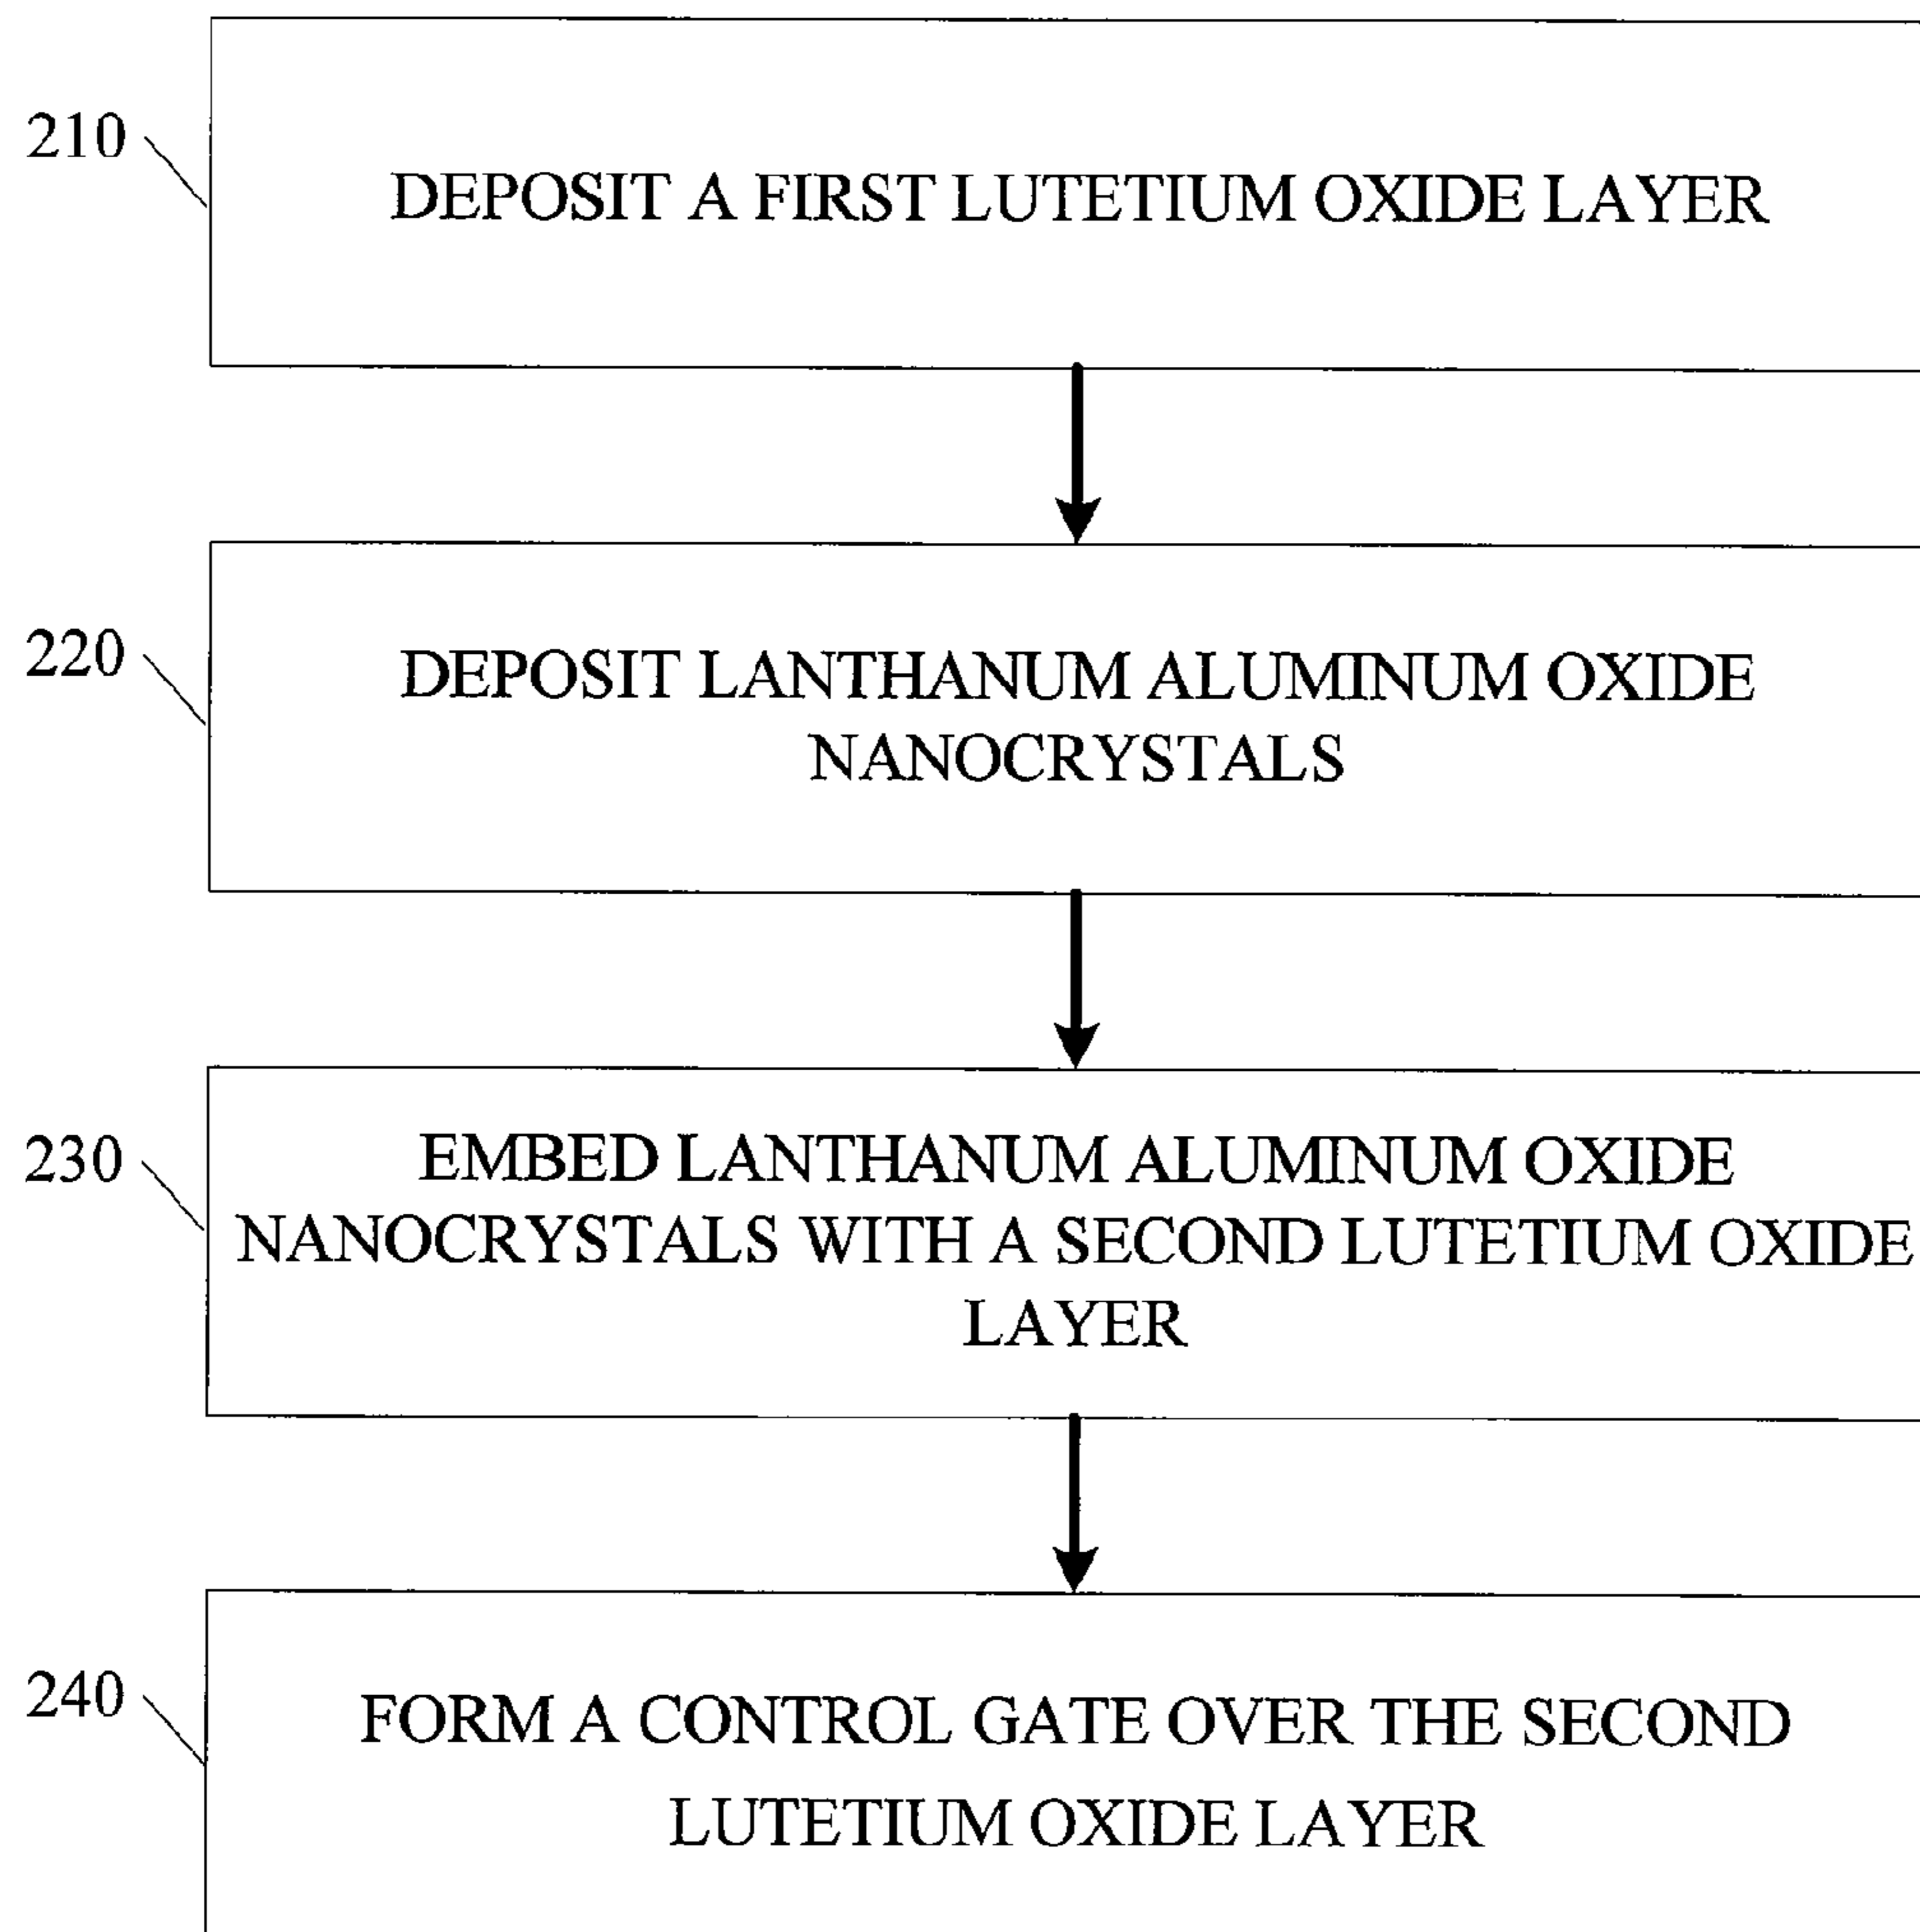 210
DEPOSIT A FIRST LUTETIUM OXIDE LAYER
220
DEPOSIT LANTHANUM ALUMINUM OXIDE
NANOCRYSTALS
230
EMBED LANTHANUM ALUMINUM OXIDE
NANOCRYSTALS WITH A SECOND LUTETIUM OXIDE
LAYER
240
FORM A CONTROL GATE OVER THE SECOND
LUTETIUM OXIDE LAYER